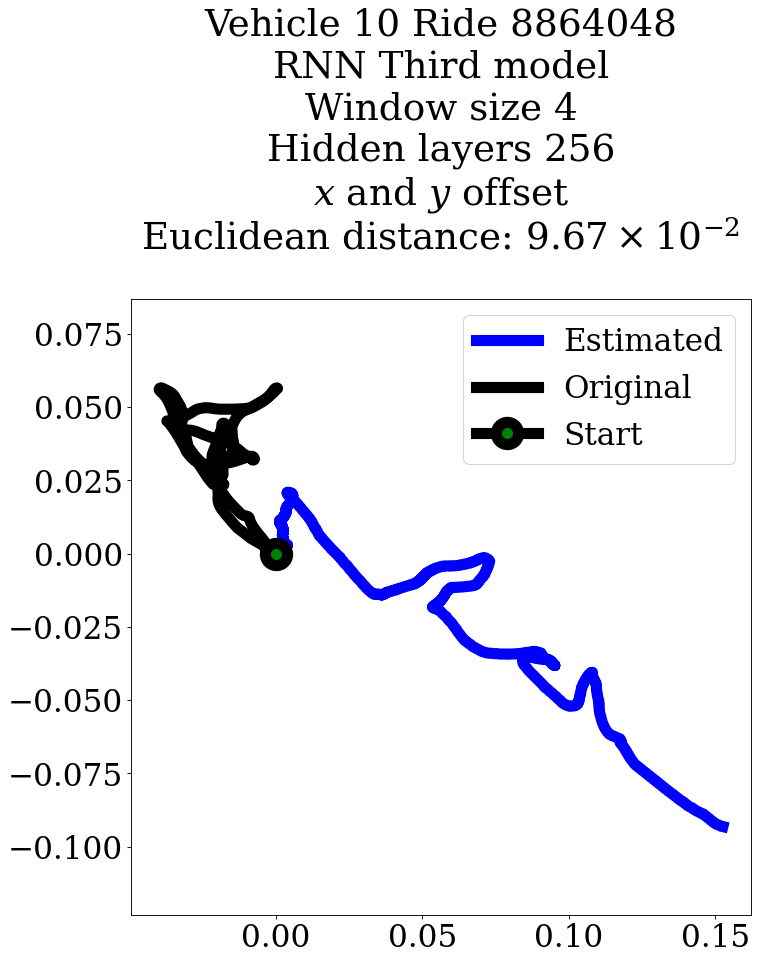 Vehicle 10 Ride 8864048
RNN Third model
Window size 4
Hidden layers 256
x and y offset
Euclidean distance: 9.67 × 10⁻²
Estimated
Original
Start
0.075
0.050
0.025
0.000
−0.025
−0.050
−0.075
−0.100
0.00 0.05 0.10 0.15